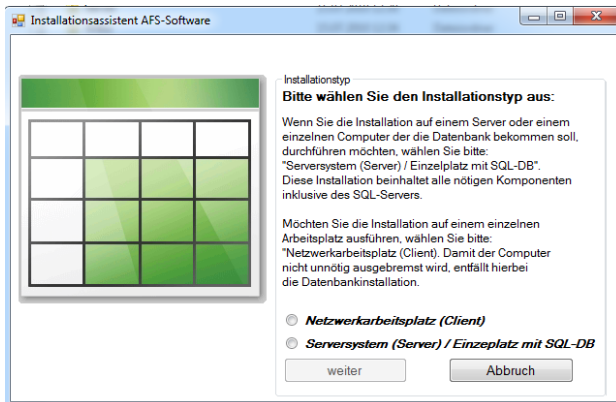 Installationsassistent AFS-Software
Installationstyp
Bitte wählen Sie den Installationstyp aus:
Wenn Sie die Installation auf einem Server oder einem
einzelnen Computer der die Datenbank bekommen soll,
durchführen möchten, wählen Sie bitte:
"Serversystem (Server) / Einzelplatz mit SQL-DB".
Diese Installation beinhaltet alle nötigen Komponenten
inklusive des SQL-Servers.
Möchten Sie die Installation auf einem einzelnen
Arbeitsplatz ausführen, wählen Sie bitte:
"Netzwerkarbeitsplatz (Client). Damit der Computer
nicht unnötig ausgebremst wird, entfällt hierbei
die Datenbankinstallation.
Netzwerkarbeitsplatz (Client)
Serversystem (Server) / Einzeplatz mit SQL-DB
weiter Abbruch